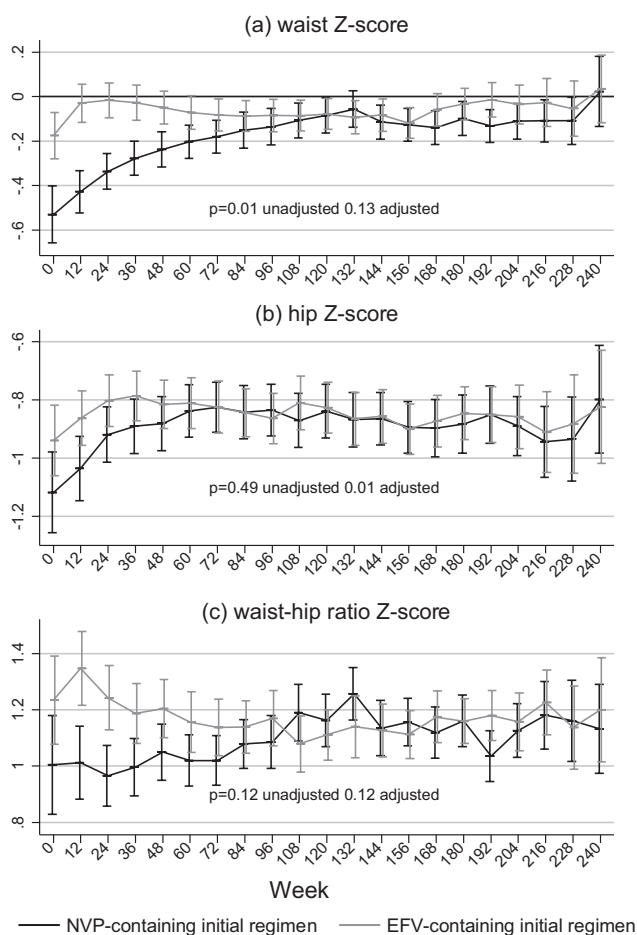 (a) waist Z-score
.2
0
-.2
-.4
-.6
p=0.01 unadjusted 0.13 adjusted
0 12 24 36 48 60 72 84 96 108 120 132 144 156 168 180 192 204 216 228 240
(b) hip Z-score
-.6
-.8
-1
-1.2
p=0.49 unadjusted 0.01 adjusted
0 12 24 36 48 60 72 84 96 108 120 132 144 156 168 180 192 204 216 228 240
(c) waist-hip ratio Z-score
1.4
1.2
1
.8
p=0.12 unadjusted 0.12 adjusted
0 12 24 36 48 60 72 84 96 108 120 132 144 156 168 180 192 204 216 228 240
Week
NVP-containing initial regimen EFV-containing initial regimen